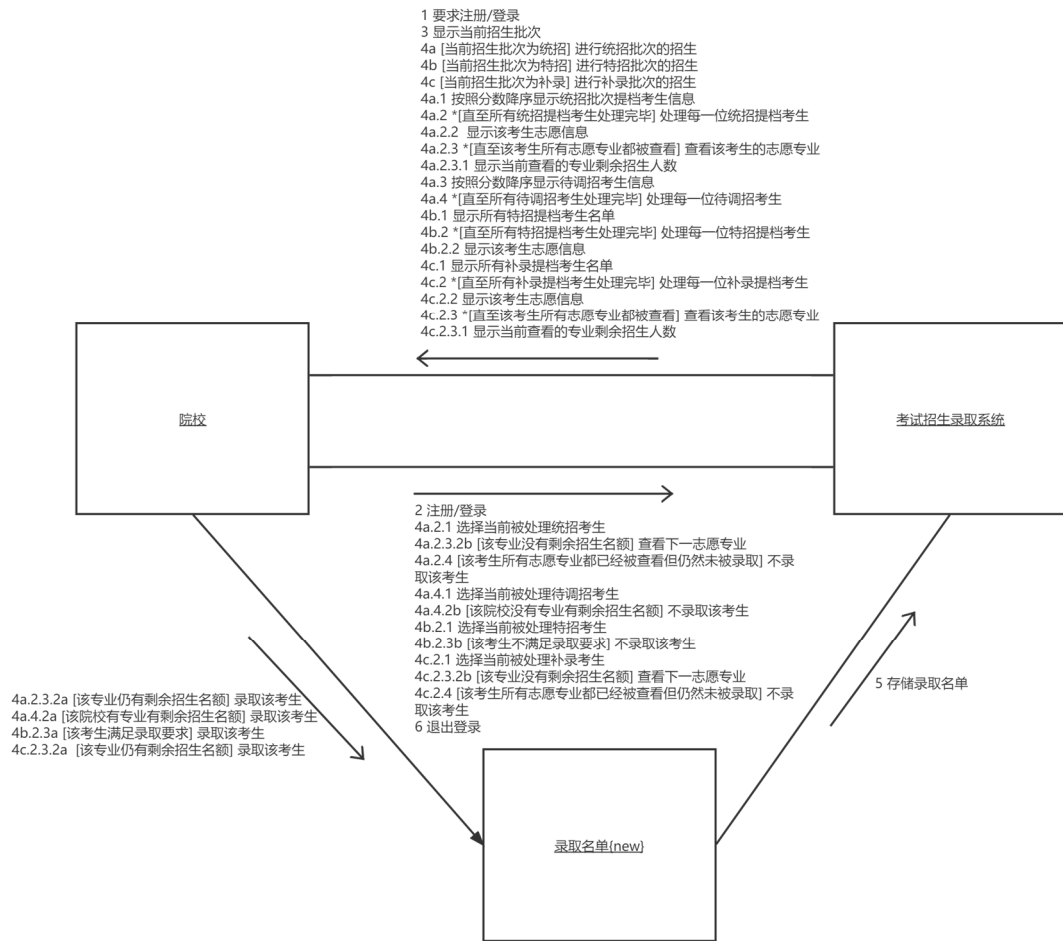 1 要求注册/登录
3 显示当前招生批次
4a [当前招生批次为统招] 进行统招批次的招生
4b [当前招生批次为特招] 进行特招批次的招生
4c [当前招生批次为补录] 进行补录批次的招生
4a.1 按照分数降序显示统招批次提档考生信息
4a.2 *[直至所有统招提档考生处理完毕] 处理每一位统招提档考生
4a.2.2 显示该考生志愿信息
4a.2.3 *[直至该考生所有志愿专业都被查看] 查看该考生的志愿专业
4a.2.3.1 显示当前查看的专业剩余招生人数
4a.3 按照分数降序显示待调招考生信息
4a.4 *[直至所有待调招考生处理完毕] 处理每一位待调招考生
4b.1 显示所有特招提档考生名单
4b.2 *[直至所有特招提档考生处理完毕] 处理每一位特招提档考生
4b.2.2 显示该考生志愿信息
4c.1 显示所有补录提档考生名单
4c.2 *[直至所有补录提档考生处理完毕] 处理每一位补录提档考生
4c.2.2 显示该考生志愿信息
4c.2.3 *[直至该考生所有志愿专业都被查看] 查看该考生的志愿专业
4c.2.3.1 显示当前查看的专业剩余招生人数
院校
考试招生录取系统
2 注册/登录
4a.2.1 选择当前被处理统招考生
4a.2.3.2b [该专业没有剩余招生名额] 查看下一志愿专业
4a.2.4 [该考生所有志愿专业都已经被查看但仍然未被录取] 不录
取该考生
4a.4.1 选择当前被处理待调招考生
4a.4.2b [该院校没有专业有剩余招生名额] 不录取该考生
4b.2.1 选择当前被处理特招考生
4b.2.3b [该考生不满足录取要求] 不录取该考生
4c.2.1 选择当前被处理补录考生
4c.2.3.2b [该专业没有剩余招生名额] 查看下一志愿专业
4c.2.4 [该考生所有志愿专业都已经被查看但仍然未被录取] 不录
取该考生
6 退出登录
4a.2.3.2a [该专业仍有剩余招生名额] 录取该考生
4a.4.2a [该院校有专业有剩余招生名额] 录取该考生
4b.2.3a [该考生满足录取要求] 录取该考生
4c.2.3.2a [该专业仍有剩余招生名额] 录取该考生
5 存储录取名单
录取名单{new}